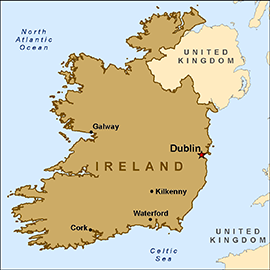 North
Atlantic
Ocean
UNITED
KINGDOM
Galway
Dublin
IRELAND
Kilkenny
Waterford
Cork
UNITED
KINGDOM
Celtic
Sea